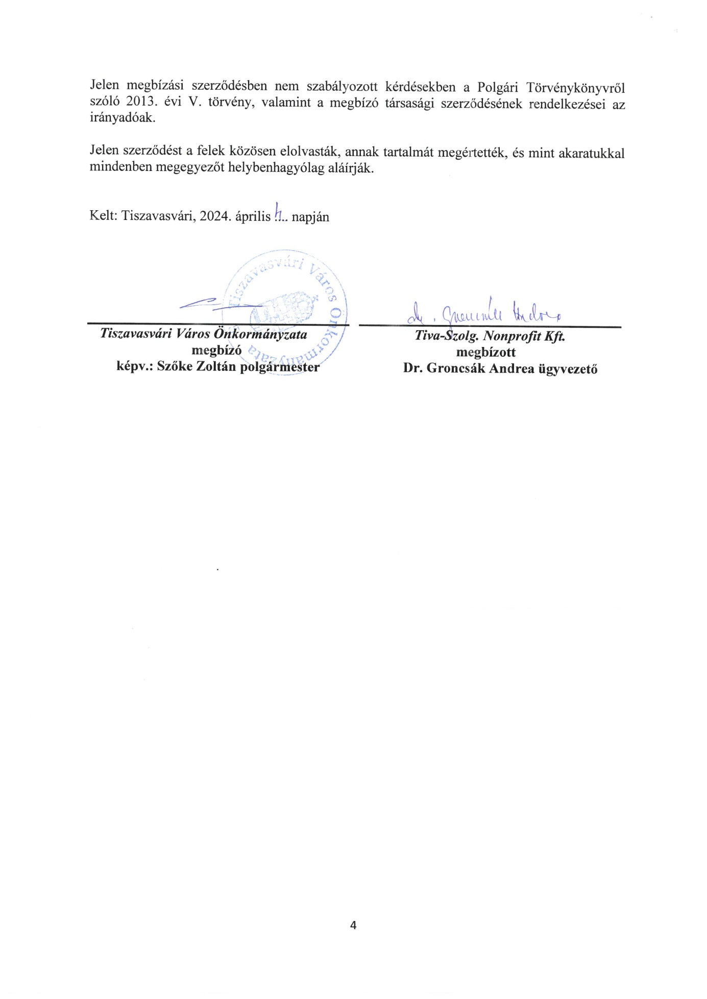 Jelen megbízási szerződésben nem szabályozott kérdésekben a Polgári Törvénykönyvről
szóló 2013. évi V. törvény, valamint a megbízó társasági szerződésének rendelkezései az
irányadóak.
Jelen szerződést a felek közösen elolvasták, annak tartalmát megértették, és mint akaratukkal
mindenben megegyezőt helybenhagyólag aláírják.
Kelt: Tiszavasvári, 2024. április ... napján
Tiszavasvári Város Önkormányzata
Tiszavasvári Város Önkormányzata
megbízó
képv.: Szőke Zoltán polgármester
Tiva-Szolg. Nonprofit Kft.
megbízott
Dr. Groncsák Andrea ügyvezető
4